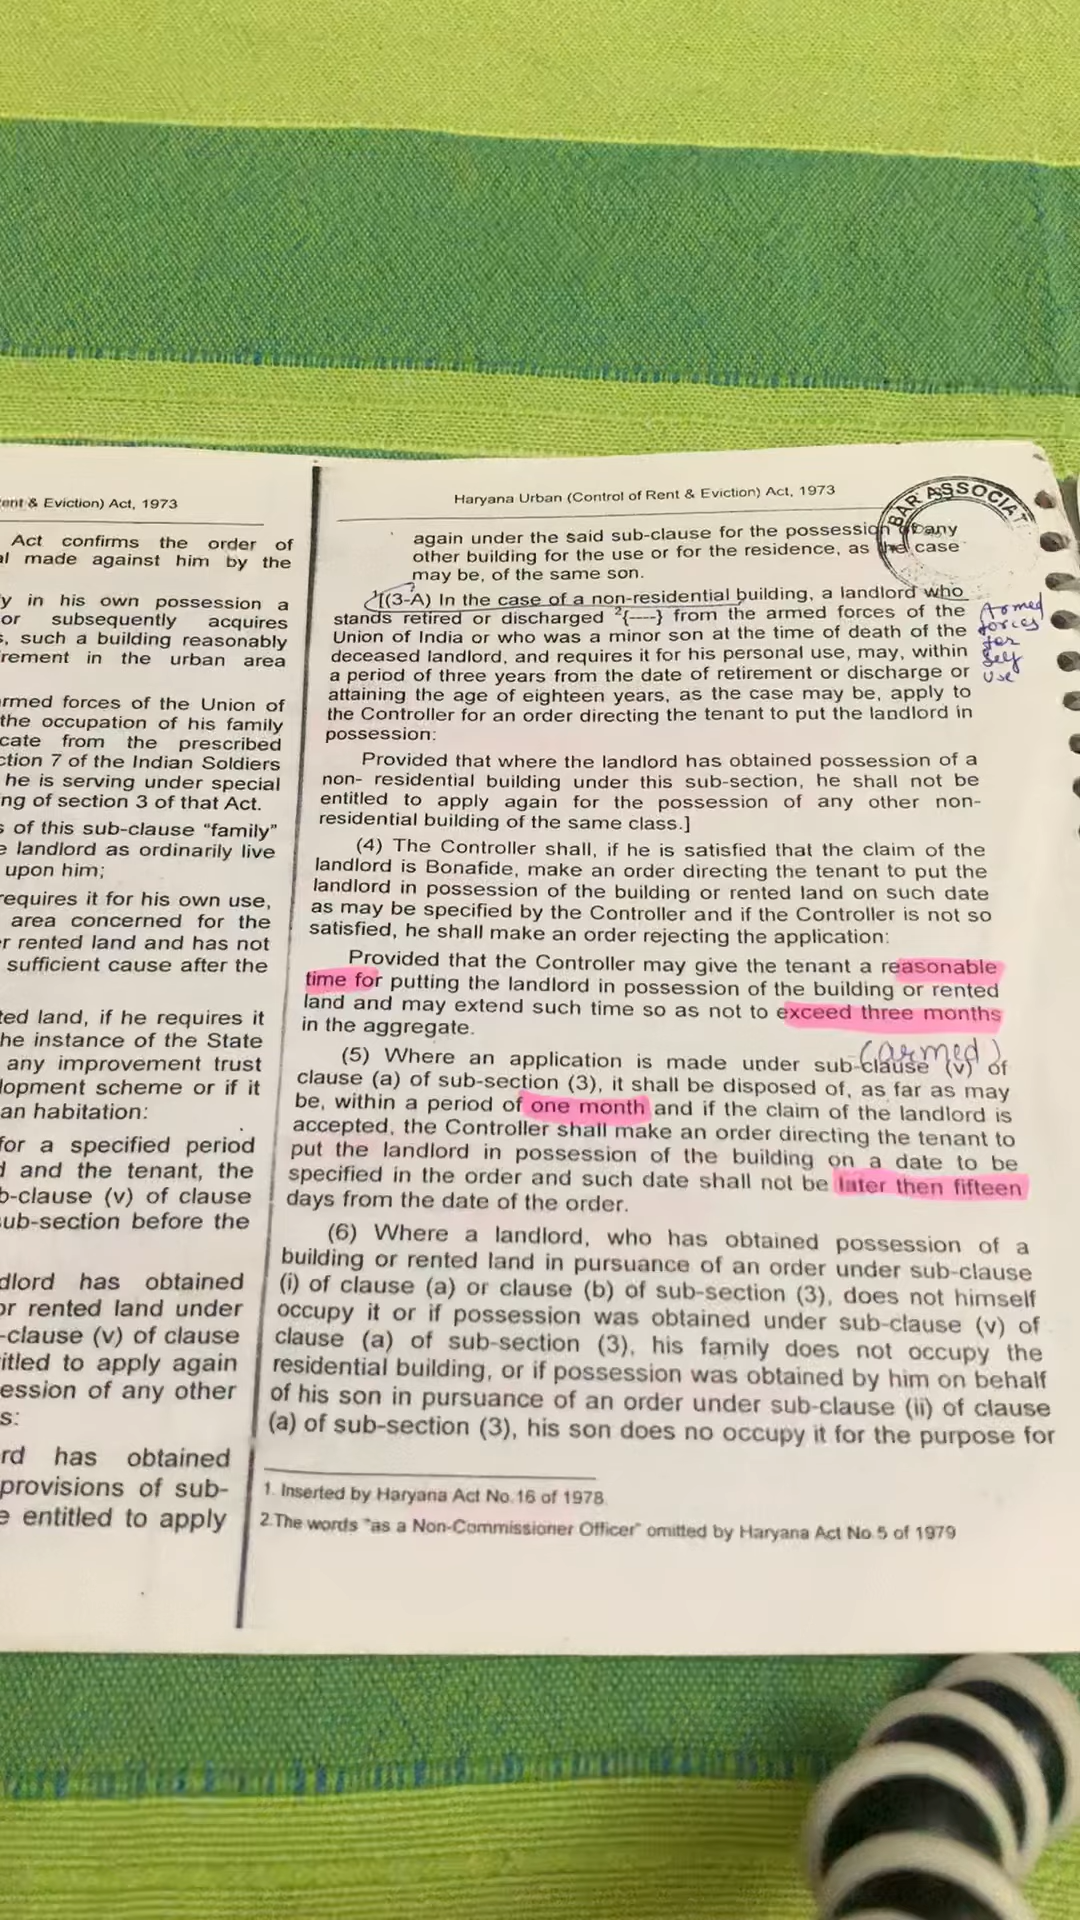 ent & Eviction) Act, 1973
Act confirms the order of
al made against him by the
y in his own possession a
or subsequently acquires
s, such a building reasonably
irement in the urban area
armed forces of the Union of
the occupation of his family
cate from the prescribed
ction 7 of the Indian Soldiers
he is serving under special
ng of section 3 of that Act.
s of this sub-clause "family"
e landlord as ordinarily live
upon him;
requires it for his own use,
area concerned for the
r rented land and has not
sufficient cause after the
ted land, if he requires it
he instance of the State
any improvement trust
lopment scheme or if it
an habitation:
for a specified period
d and the tenant, the
b-clause (v) of clause
sub-section before the
dlord has obtained
or rented land under
-clause (v) of clause
itled to apply again
ession of any other
s:
rd has obtained
provisions of sub-
e entitled to apply
Haryana Urban (Control of Rent & Eviction) Act, 1973
BAR ASSOCIAT
again under the said sub-clause for the possession of any
other building for the use or for the residence, as the case
may be, of the same son.
1[(3-A) In the case of a non-residential building, a landlord who
stands retired or discharged 2{----} from the armed forces of the
Union of India or who was a minor son at the time of death of the
deceased landlord, and requires it for his personal use, may, within
a period of three years from the date of retirement or discharge or
attaining the age of eighteen years, as the case may be, apply to
the Controller for an order directing the tenant to put the landlord in
possession:
Armed
forces
for
Self
Use
Provided that where the landlord has obtained possession of a
non- residential building under this sub-section, he shall not be
entitled to apply again for the possession of any other non-
residential building of the same class.]
(4) The Controller shall, if he is satisfied that the claim of the
landlord is Bonafide, make an order directing the tenant to put the
landlord in possession of the building or rented land on such date
as may be specified by the Controller and if the Controller is not so
satisfied, he shall make an order rejecting the application:
Provided that the Controller may give the tenant a reasonable
time for putting the landlord in possession of the building or rented
land and may extend such time so as not to exceed three months
in the aggregate.
(armed)
(5) Where an application is made under sub-clause (v) of
clause (a) of sub-section (3), it shall be disposed of, as far as may
be, within a period of one month and if the claim of the landlord is
accepted, the Controller shall make an order directing the tenant to
put the landlord in possession of the building on a date to be
specified in the order and such date shall not be later then fifteen
days from the date of the order.
(6) Where a landlord, who has obtained possession of a
building or rented land in pursuance of an order under sub-clause
(i) of clause (a) or clause (b) of sub-section (3), does not himself
occupy it or if possession was obtained under sub-clause (v) of
clause (a) of sub-section (3), his family does not occupy the
residential building, or if possession was obtained by him on behalf
of his son in pursuance of an order under sub-clause (ii) of clause
(a) of sub-section (3), his son does no occupy it for the purpose for
1. Inserted by Haryana Act No.16 of 1978
2.The words "as a Non-Commissioner Officer" omitted by Haryana Act No.5 of 1979